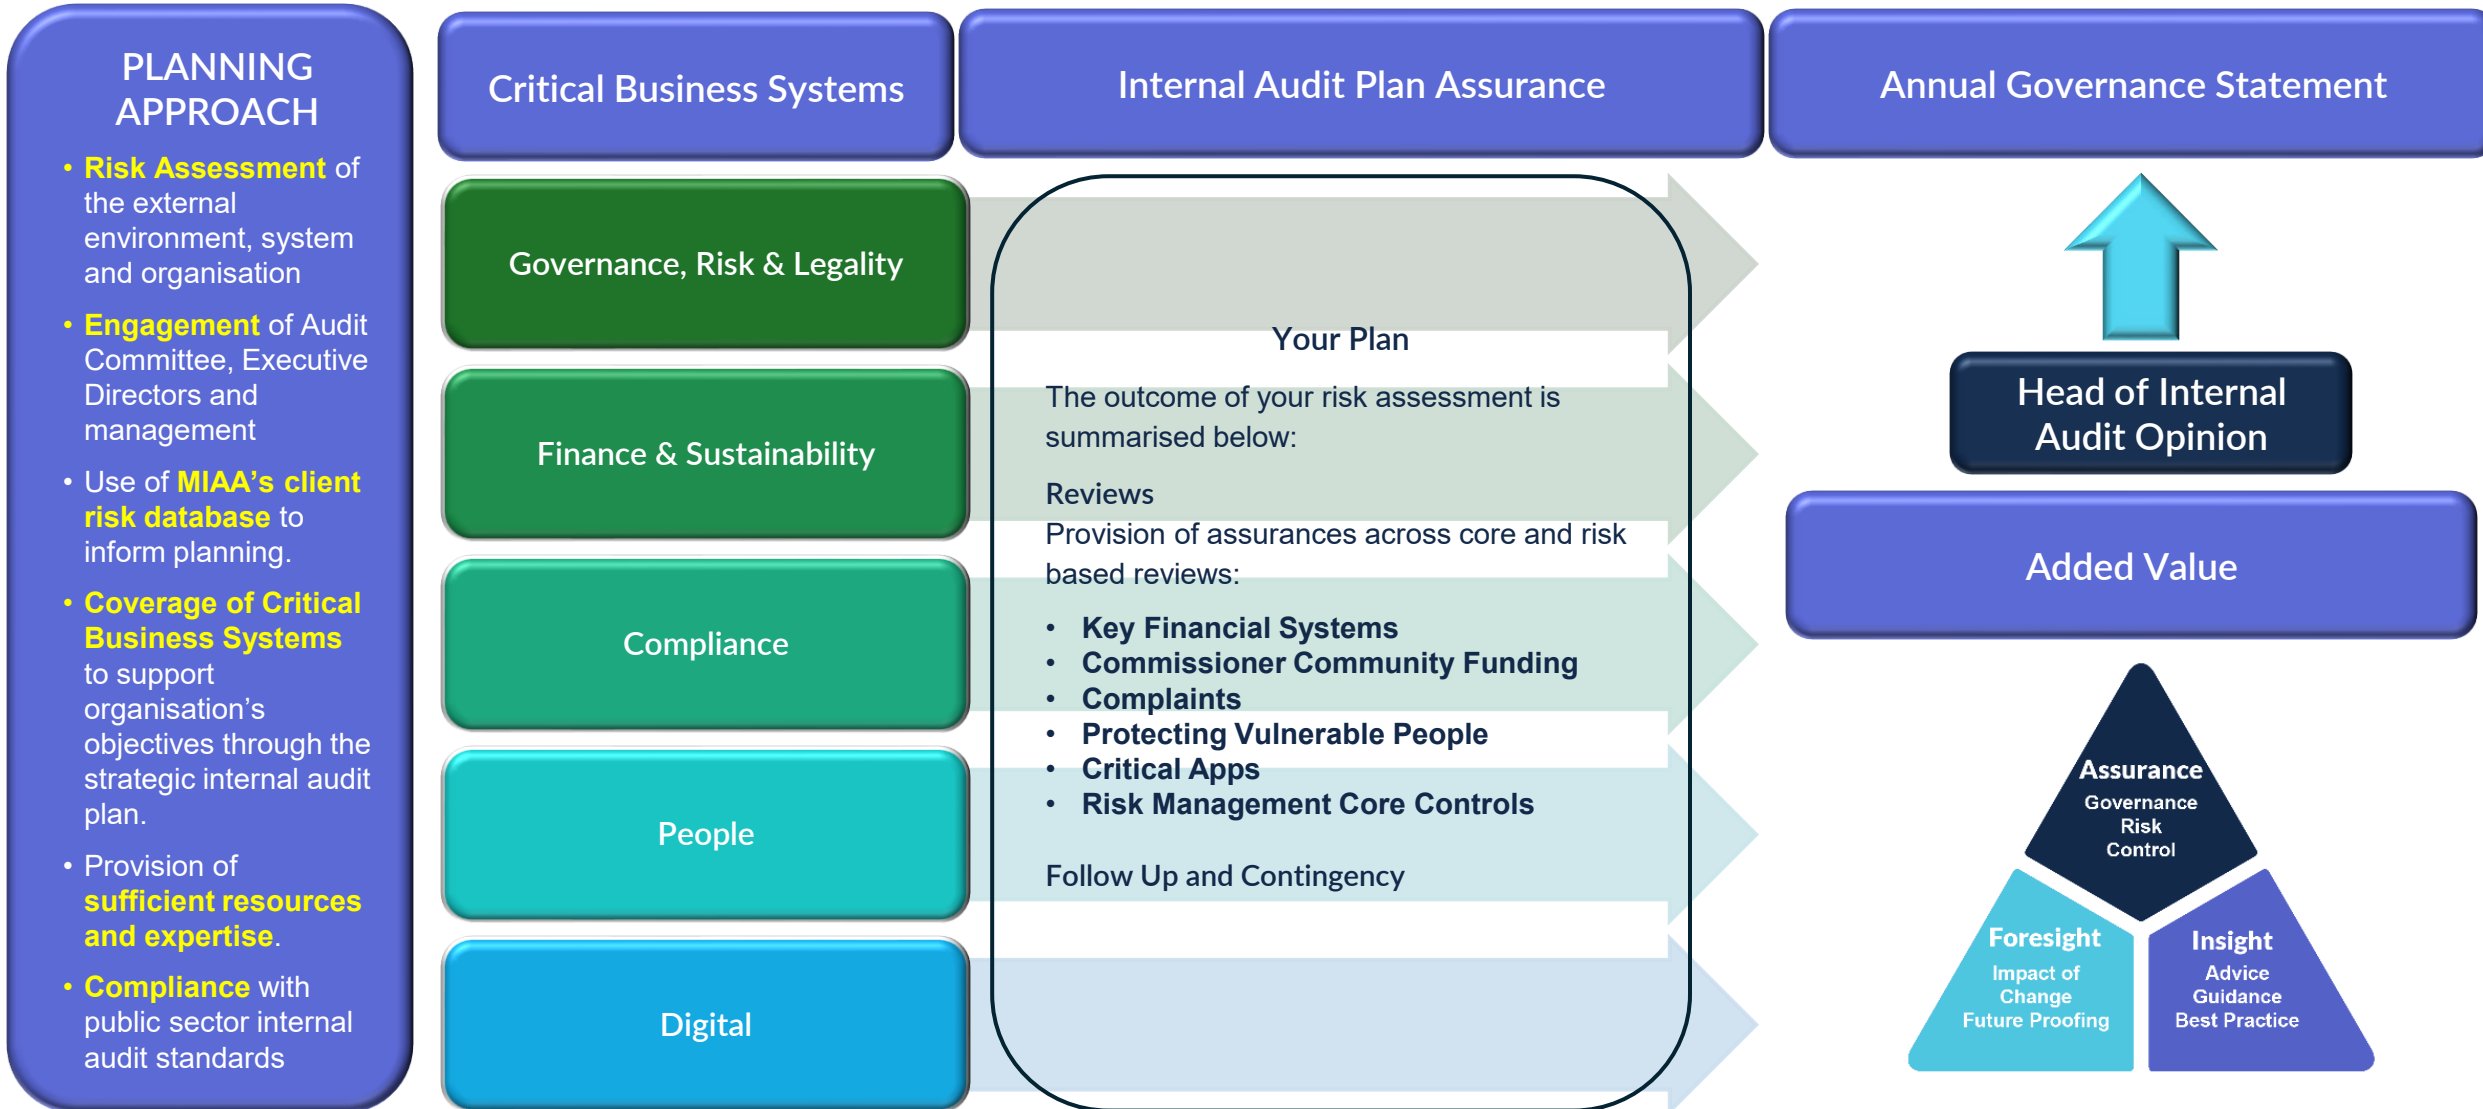 PLANNING
APPROACH
• Risk Assessment of
the external
environment, system
and organisation
• Engagement of Audit
Committee, Executive
Directors and
management
• Use of MIAA’s client
risk database to
inform planning.
• Coverage of Critical
Business Systems
to support
organisation’s
objectives through the
strategic internal audit
plan.
• Provision of
sufficient resources
and expertise.
• Compliance with
public sector internal
audit standards
Critical Business Systems
Governance, Risk & Legality
Finance & Sustainability
Compliance
People
Digital
Internal Audit Plan Assurance
Your Plan
The outcome of your risk assessment is
summarised below:
Reviews
Provision of assurances across core and risk
based reviews:
• Key Financial Systems
• Commissioner Community Funding
• Complaints
• Protecting Vulnerable People
• Critical Apps
• Risk Management Core Controls
Follow Up and Contingency
Annual Governance Statement
Head of Internal
Audit Opinion
Added Value
Assurance
Governance
Risk
Control
Foresight
Impact of
Change
Future Proofing
Insight
Advice
Guidance
Best Practice